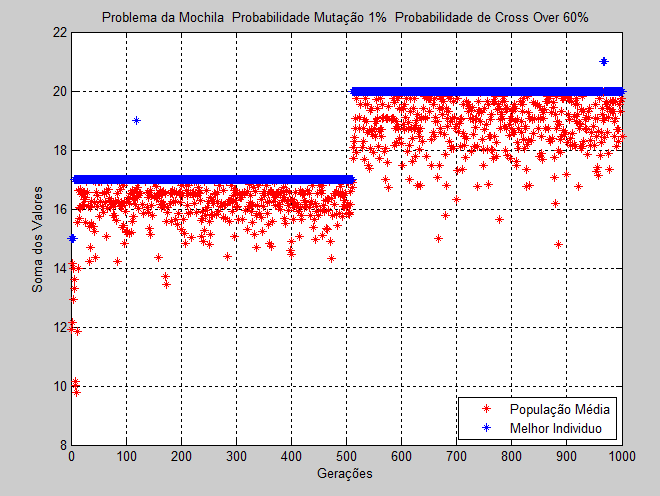 Problema da Mochila  Probabilidade Mutação 1%  Probabilidade de Cross Over 60%
22
20
18
16
14
12
10
8
Soma dos Valores
População Média
Melhor Individuo
0 100 200 300 400 500 600 700 800 900 1000
Gerações